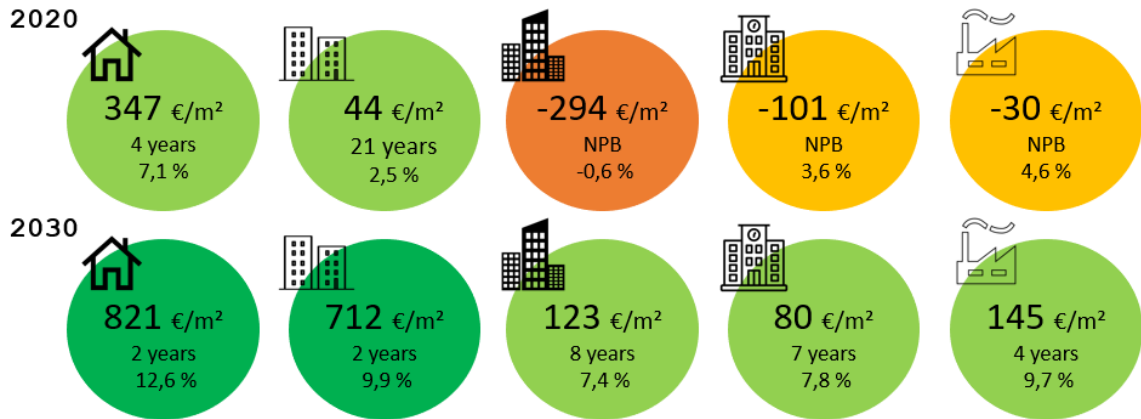 2020
347 €/m²
4 years
7,1 %
44 €/m²
21 years
2,5 %
-294 €/m²
NPB
-0,6 %
-101 €/m²
NPB
3,6 %
-30 €/m²
NPB
4,6 %
2030
821 €/m²
2 years
12,6 %
712 €/m²
2 years
9,9 %
123 €/m²
8 years
7,4 %
80 €/m²
7 years
7,8 %
145 €/m²
4 years
9,7 %